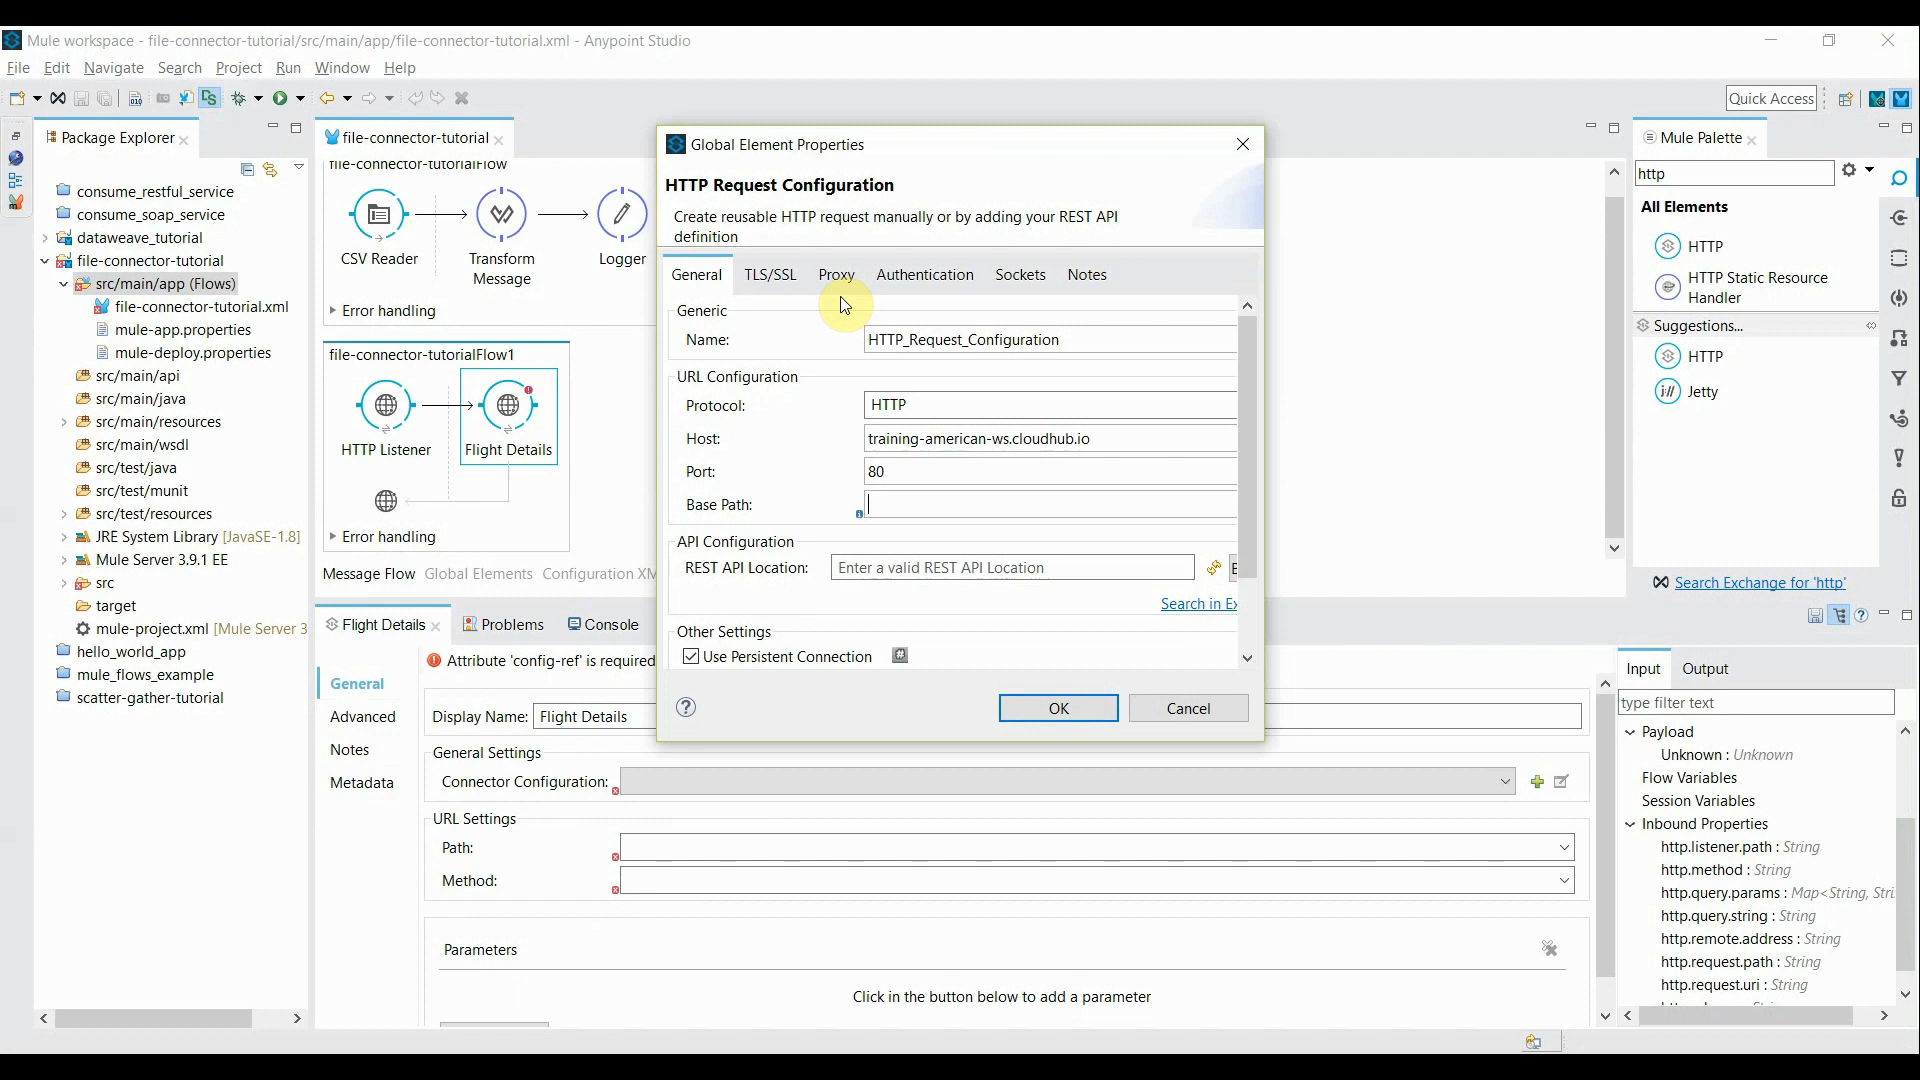 Mule workspace - file-connector-tutorial/src/main/app/file-connector-tutorial.xml - Anypoint Studio
File Edit Navigate Search Project Run Window Help
Quick Access
Package Explorer
consume_restful_service
consume_soap_service
dataweave_tutorial
file-connector-tutorial
src/main/app (Flows)
file-connector-tutorial.xml
mule-app.properties
mule-deploy.properties
src/main/api
src/main/java
src/main/resources
src/main/wsdl
src/test/java
src/test/munit
src/test/resources
JRE System Library [JavaSE-1.8]
Mule Server 3.9.1 EE
src
target
mule-project.xml [Mule Server 3
hello_world_app
mule_flows_example
scatter-gather-tutorial
file-connector-tutorial
file-connector-tutorialFlow
CSV Reader
Transform
Message
Logger
Error handling
file-connector-tutorialFlow1
HTTP Listener
Flight Details
Error handling
Message Flow Global Elements Configuration XM
Flight Details
Problems
Console
General
Advanced
Notes
Metadata
Attribute 'config-ref' is required
Display Name: Flight Details
General Settings
Connector Configuration:
URL Settings
Path:
Method:
Parameters
Click in the button below to add a parameter
Global Element Properties
HTTP Request Configuration
Create reusable HTTP request manually or by adding your REST API
definition
General TLS/SSL Proxy Authentication Sockets Notes
Generic
Name: HTTP_Request_Configuration
URL Configuration
Protocol: HTTP
Host: training-american-ws.cloudhub.io
Port: 80
Base Path:
API Configuration
REST API Location: Enter a valid REST API Location
Search in Ex
Other Settings
Use Persistent Connection
OK
Cancel
Mule Palette
http
All Elements
HTTP
HTTP Static Resource
Handler
Suggestions...
HTTP
Jetty
Search Exchange for 'http'
Input Output
type filter text
Payload
Unknown : Unknown
Flow Variables
Session Variables
Inbound Properties
http.listener.path : String
http.method : String
http.query.params : Map<String, Stri
http.query.string : String
http.remote.address : String
http.request.path : String
http.request.uri : String